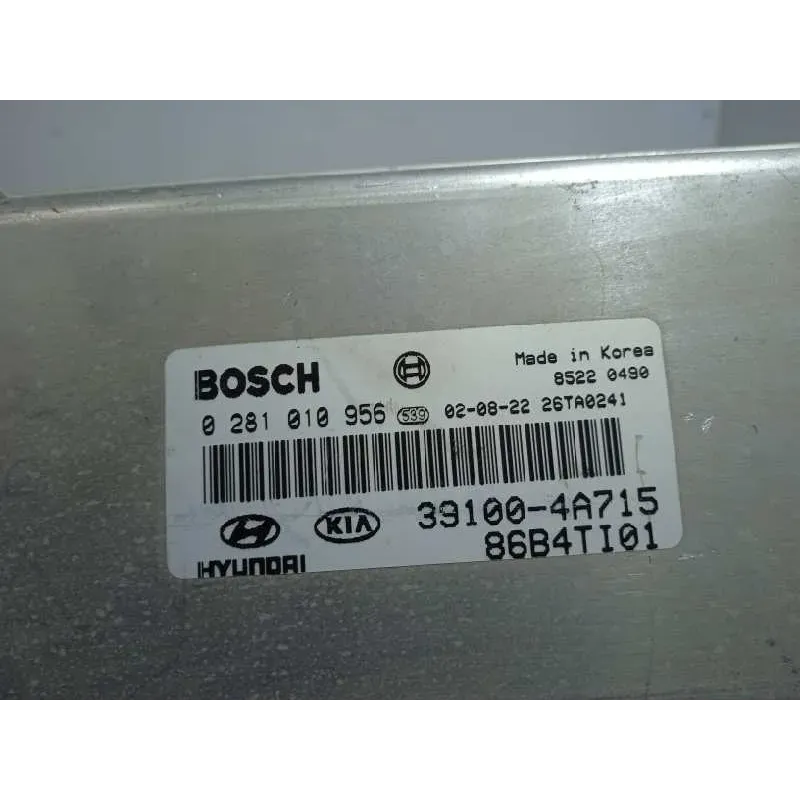 BOSCH
Made in Korea
8522 0490
0 281 010 956 539 02-08-22 26TA0241
39100-4A715
KIA
86B4TI01
HYUNDAI